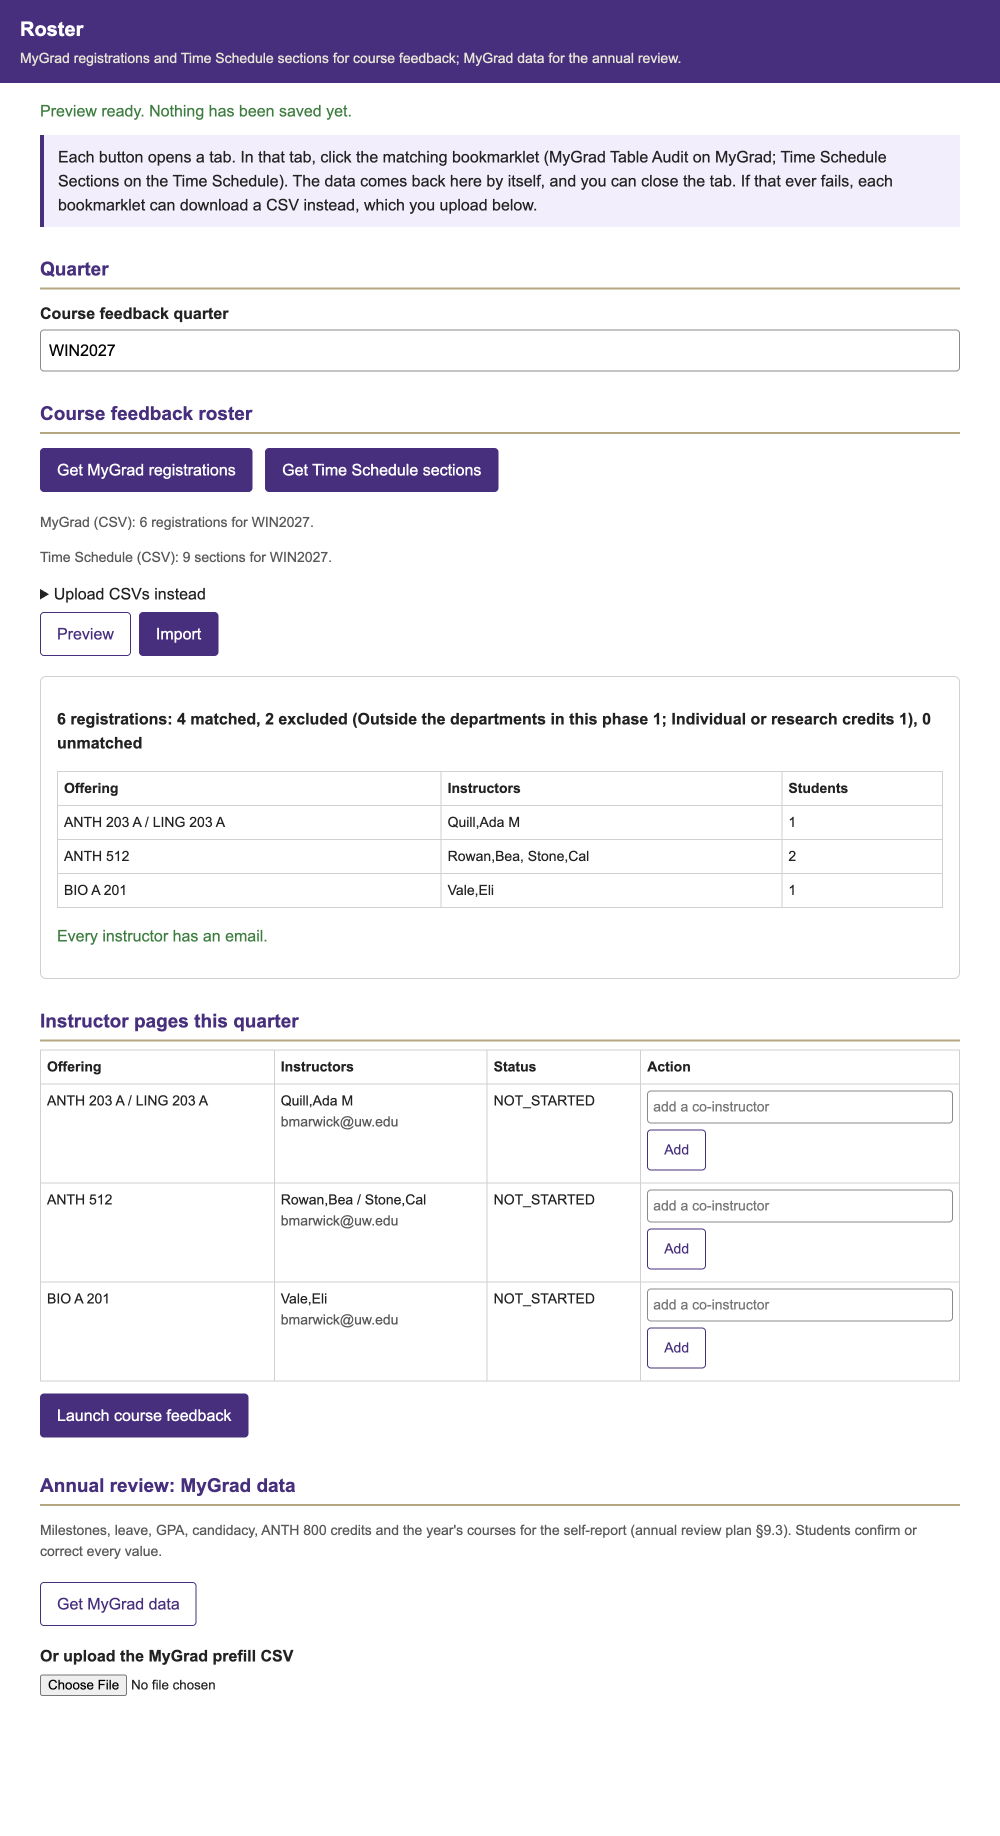 Roster
MyGrad registrations and Time Schedule sections for course feedback; MyGrad data for the annual review.
Preview ready. Nothing has been saved yet.
Each button opens a tab. In that tab, click the matching bookmarklet (MyGrad Table Audit on MyGrad; Time Schedule
Sections on the Time Schedule). The data comes back here by itself, and you can close the tab. If that ever fails, each
bookmarklet can download a CSV instead, which you upload below.
Quarter
Course feedback quarter
WIN2027
Course feedback roster
Get MyGrad registrations Get Time Schedule sections
MyGrad (CSV): 6 registrations for WIN2027.
Time Schedule (CSV): 9 sections for WIN2027.
Upload CSVs instead
Preview Import
6 registrations: 4 matched, 2 excluded (Outside the departments in this phase 1; Individual or research credits 1), 0
unmatched
Offering Instructors Students
ANTH 203 A / LING 203 A Quill,Ada M 1
ANTH 512 Rowan,Bea, Stone,Cal 2
BIO A 201 Vale,Eli 1
Every instructor has an email.
Instructor pages this quarter
Offering Instructors Status Action
ANTH 203 A / LING 203 A Quill,Ada M NOT_STARTED add a co-instructor
bmarwick@uw.edu
Add
ANTH 512 Rowan,Bea / Stone,Cal NOT_STARTED add a co-instructor
bmarwick@uw.edu
Add
BIO A 201 Vale,Eli NOT_STARTED add a co-instructor
bmarwick@uw.edu
Add
Launch course feedback
Annual review: MyGrad data
Milestones, leave, GPA, candidacy, ANTH 800 credits and the year's courses for the self-report (annual review plan §9.3). Students confirm or
correct every value.
Get MyGrad data
Or upload the MyGrad prefill CSV
Choose File No file chosen